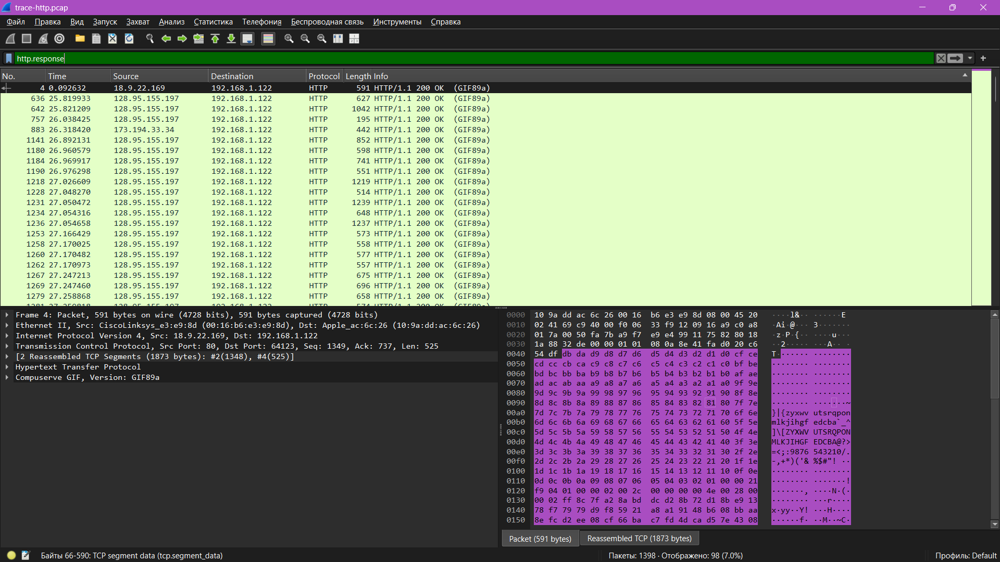 trace-http.pcap
Файл Правка Вид Запуск Захват Анализ Статистика Телефония Беспроводная связь Инструменты Справка
http.response
No. Time Source Destination Protocol Length Info
4 0.092632 18.9.22.169 192.168.1.122 HTTP 591 HTTP/1.1 200 OK (GIF89a)
636 25.819933 128.95.155.197 192.168.1.122 HTTP 627 HTTP/1.1 200 OK (GIF89a)
642 25.821209 128.95.155.197 192.168.1.122 HTTP 1042 HTTP/1.1 200 OK (GIF89a)
757 26.038425 128.95.155.197 192.168.1.122 HTTP 195 HTTP/1.1 200 OK (GIF89a)
883 26.318420 173.194.33.34 192.168.1.122 HTTP 442 HTTP/1.1 200 OK (GIF89a)
1141 26.892131 128.95.155.197 192.168.1.122 HTTP 852 HTTP/1.1 200 OK (GIF89a)
1180 26.960579 128.95.155.197 192.168.1.122 HTTP 598 HTTP/1.1 200 OK (GIF89a)
1184 26.969917 128.95.155.197 192.168.1.122 HTTP 741 HTTP/1.1 200 OK (GIF89a)
1190 26.976298 128.95.155.197 192.168.1.122 HTTP 551 HTTP/1.1 200 OK (GIF89a)
1218 27.026609 128.95.155.197 192.168.1.122 HTTP 1219 HTTP/1.1 200 OK (GIF89a)
1228 27.048270 128.95.155.197 192.168.1.122 HTTP 514 HTTP/1.1 200 OK (GIF89a)
1231 27.050472 128.95.155.197 192.168.1.122 HTTP 1239 HTTP/1.1 200 OK (GIF89a)
1234 27.054316 128.95.155.197 192.168.1.122 HTTP 648 HTTP/1.1 200 OK (GIF89a)
1236 27.054658 128.95.155.197 192.168.1.122 HTTP 1237 HTTP/1.1 200 OK (GIF89a)
1253 27.166429 128.95.155.197 192.168.1.122 HTTP 573 HTTP/1.1 200 OK (GIF89a)
1258 27.170025 128.95.155.197 192.168.1.122 HTTP 558 HTTP/1.1 200 OK (GIF89a)
1260 27.170482 128.95.155.197 192.168.1.122 HTTP 577 HTTP/1.1 200 OK (GIF89a)
1262 27.170973 128.95.155.197 192.168.1.122 HTTP 557 HTTP/1.1 200 OK (GIF89a)
1267 27.247213 128.95.155.197 192.168.1.122 HTTP 675 HTTP/1.1 200 OK (GIF89a)
1269 27.247460 128.95.155.197 192.168.1.122 HTTP 696 HTTP/1.1 200 OK (GIF89a)
1279 27.258868 128.95.155.197 192.168.1.122 HTTP 658 HTTP/1.1 200 OK (GIF89a)
Frame 4: Packet, 591 bytes on wire (4728 bits), 591 bytes captured (4728 bits)
Ethernet II, Src: CiscoLinksys_e3:e9:8d (00:16:b6:e3:e9:8d), Dst: Apple_ac:6c:26 (10:9a:dd:ac:6c:26)
Internet Protocol Version 4, Src: 18.9.22.169, Dst: 192.168.1.122
Transmission Control Protocol, Src Port: 80, Dst Port: 64123, Seq: 1349, Ack: 737, Len: 525
[2 Reassembled TCP Segments (1873 bytes): #2(1348), #4(525)]
Hypertext Transfer Protocol
Compuserve GIF, Version: GIF89a
0000 10 9a dd ac 6c 26 00 16 b6 e3 e9 8d 08 00 45 20 ····l&·· ······E
0010 02 41 69 c9 40 00 f0 06 33 f9 12 09 16 a9 c0 a8 ·Ai·@··· 3·······
0020 01 7a 00 50 fa 7b a9 f7 e9 e4 99 11 75 82 80 18 ·z·P·{·· ····u···
0030 1a 88 32 de 00 00 01 01 08 0a 8e 41 fa d0 20 c6 ··2····· ···A·· ·
0040 54 df db da d9 d8 d7 d6 d5 d4 d3 d2 d1 d0 cf ce T······· ········
0050 cd cc cb ca c9 c8 c7 c6 c5 c4 c3 c2 c1 c0 bf be ········ ········
0060 bd bc bb ba b9 b8 b7 b6 b5 b4 b3 b2 b1 b0 af ae ········ ········
0070 ad ac ab aa a9 a8 a7 a6 a5 a4 a3 a2 a1 a0 9f 9e ········ ········
0080 9d 9c 9b 9a 99 98 97 96 95 94 93 92 91 90 8f 8e ········ ········
0090 8d 8c 8b 8a 89 88 87 86 85 84 83 82 81 80 7f 7e ········ ·······~
00a0 7d 7c 7b 7a 79 78 77 76 75 74 73 72 71 70 6f 6e }|{zyxwv utsrqpon
00b0 6d 6c 6b 6a 69 68 67 66 65 64 63 62 61 60 5f 5e mlkjihgf edcba`_^
00c0 5d 5c 5b 5a 59 58 57 56 55 54 53 52 51 50 4f 4e ]\[ZYXWV UTSRQPON
00d0 4d 4c 4b 4a 49 48 47 46 45 44 43 42 41 40 3f 3e MLKJIHGF EDCBA@?>
00e0 3d 3c 3b 3a 39 38 37 36 35 34 33 32 31 30 2f 2e =<;:9876 543210/.
00f0 2d 2c 2b 2a 29 28 27 26 25 24 23 22 21 20 1f 1e -,+*)('& %$#"! ··
0100 1d 1c 1b 1a 19 18 17 16 15 14 13 12 11 10 0f 0e ········ ········
0110 0d 0c 0b 0a 09 08 07 06 05 04 03 02 01 00 00 21 ········ ·······!
0120 f9 04 01 00 00 02 00 2c 00 00 00 00 4e 00 28 00 ·······, ····N·(·
0130 00 02 ff 8c 7f a2 8a bd dc d2 8b 72 d1 8b e9 13 ········ ···r····
0140 78 f7 79 79 d9 f8 59 21 a8 a1 91 48 b6 08 bb aa x·yy··Y! ···H····
0150 8e fc d2 ee 08 cf 66 ba c7 fd 4d ca d5 7e 43 08 ······f· ··M··~C·
Packet (591 bytes) Reassembled TCP (1873 bytes)
Байты 66-590: TCP segment data (tcp.segment_data) Пакеты: 1398 · Отображено: 98 (7.0%) Профиль: Default